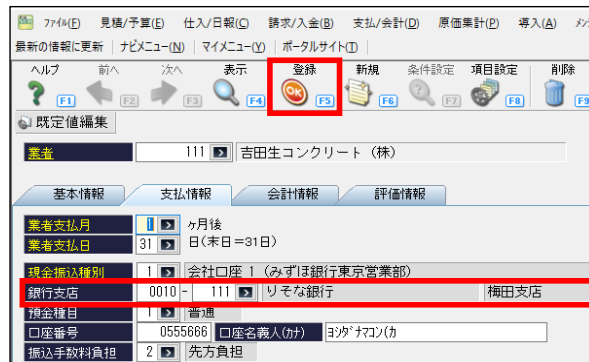 ファイル(F) 見積/予算(E) 仕入/日報(C) 請求/入金(B) 支払/会計(D) 原価集計(P) 導入(A)
最新の情報に更新 ナビメニュー(N) マイメニュー(Y) ポータルサイト(T)
ヘルプ 前へ 次へ 表示 登録 新規 条件設定 項目設定 削除
? F1 F2 F3 F4 OK F5 F6 F7 F8 F9
既定値編集
業者 111 吉田生コンクリート（株）
基本情報 支払情報 会計情報 評価情報
業者支払月 1 ヶ月後
業者支払日 31 日(末日=31日)
現金振込種別 1 会社口座 1 （みずほ銀行東京営業部）
銀行支店 0010 - 111 りそな銀行 梅田支店
預金種目 1 普通
口座番号 0555666 口座名義人(カナ) ﾖｼﾀﾞﾅﾏｺﾝ(ｶ
振込手数料負担 2 先方負担